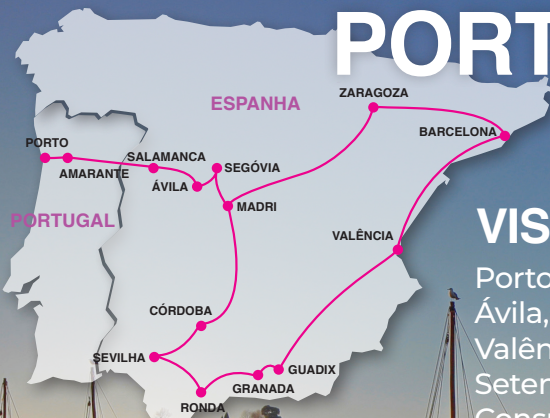 PORT
ZARAGOZA
ESPANHA
BARCELONA
PORTO
SALAMANCA
SEGÓVIA
AMARANTE
ÁVILA
MADRI
PORTUGAL
VALÊNCIA
VIS
Porto
Ávila,
Valên
Seten
CÓRDOBA
SEVILHA
GUADIX
GRANADA
RONDA